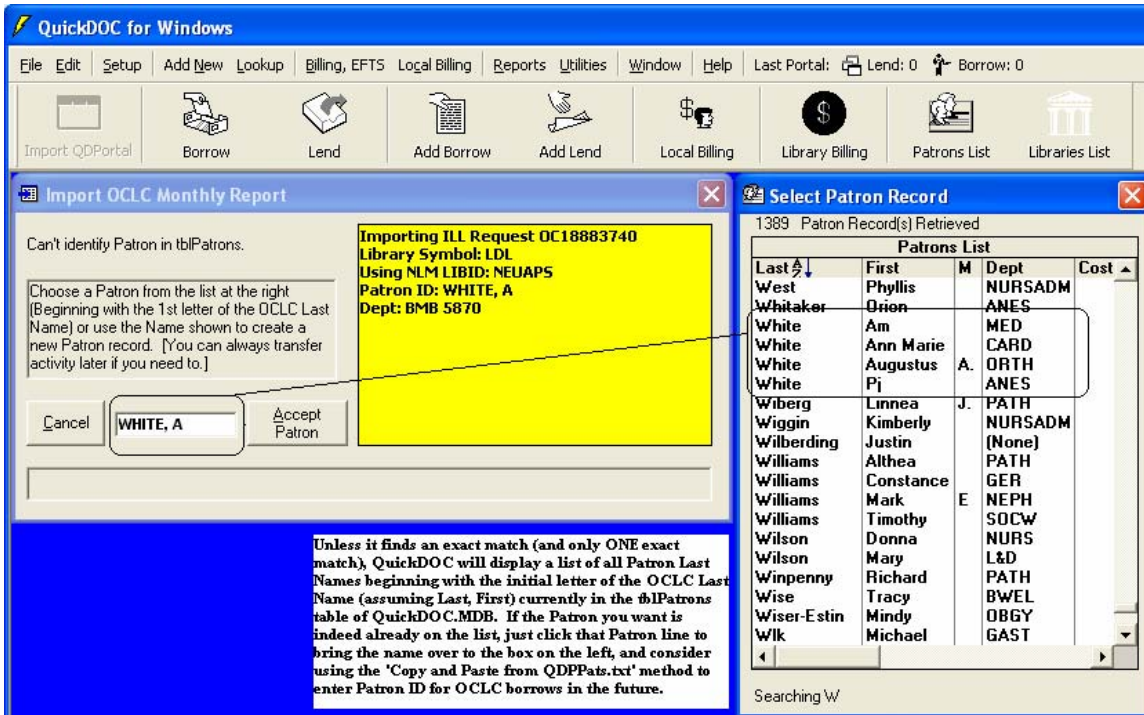 QuickDOC for Windows
File Edit Setup Add New Lookup Billing, EFTS Local Billing Reports Utilities Window Help Last Portal: Lend: 0 Borrow: 0
Import QDPortal Borrow Lend Add Borrow Add Lend Local Billing Library Billing Patrons List Libraries List
Import OCLC Monthly Report
Can't identify Patron in tblPatrons.
Choose a Patron from the list at the right
(Beginning with the 1st letter of the OCLC Last
Name) or use the Name shown to create a
new Patron record. [You can always transfer
activity later if you need to.]
Cancel
WHITE, A
Accept
Patron
Importing ILL Request OC18883740
Library Symbol: LDL
Using NLM LIBID: NEUAPS
Patron ID: WHITE, A
Dept: BMB 5870
Unless it finds an exact match (and only ONE exact
match), QuickDOC will display a list of all Patron Last
Names beginning with the initial letter of the OCLC Last
Name (assuming Last, First) currently in the tblPatrons
table of QuickDOC.MDB. If the Patron you want is
indeed already on the list, just click that Patron line to
bring the name over to the box on the left, and consider
using the 'Copy and Paste from QDPPats.txt' method to
enter Patron ID for OCLC borrows in the future.
Select Patron Record
1389 Patron Record(s) Retrieved
Patrons List
Last First M Dept Cost
West Phyllis NURSADM
Whitaker Orion ANES
White Am MED
White Ann Marie CARD
White Augustus A. ORTH
White Pj ANES
Wiberg Linnea J. PATH
Wiggin Kimberly NURSADM
Wilberding Justin (None)
Williams Althea PATH
Williams Constance GER
Williams Mark E NEPH
Williams Timothy SOCW
Wilson Donna NURS
Wilson Mary L&D
Winpenny Richard PATH
Wise Tracy BWEL
Wiser-Estin Mindy OBGY
Wlk Michael GAST
Searching W